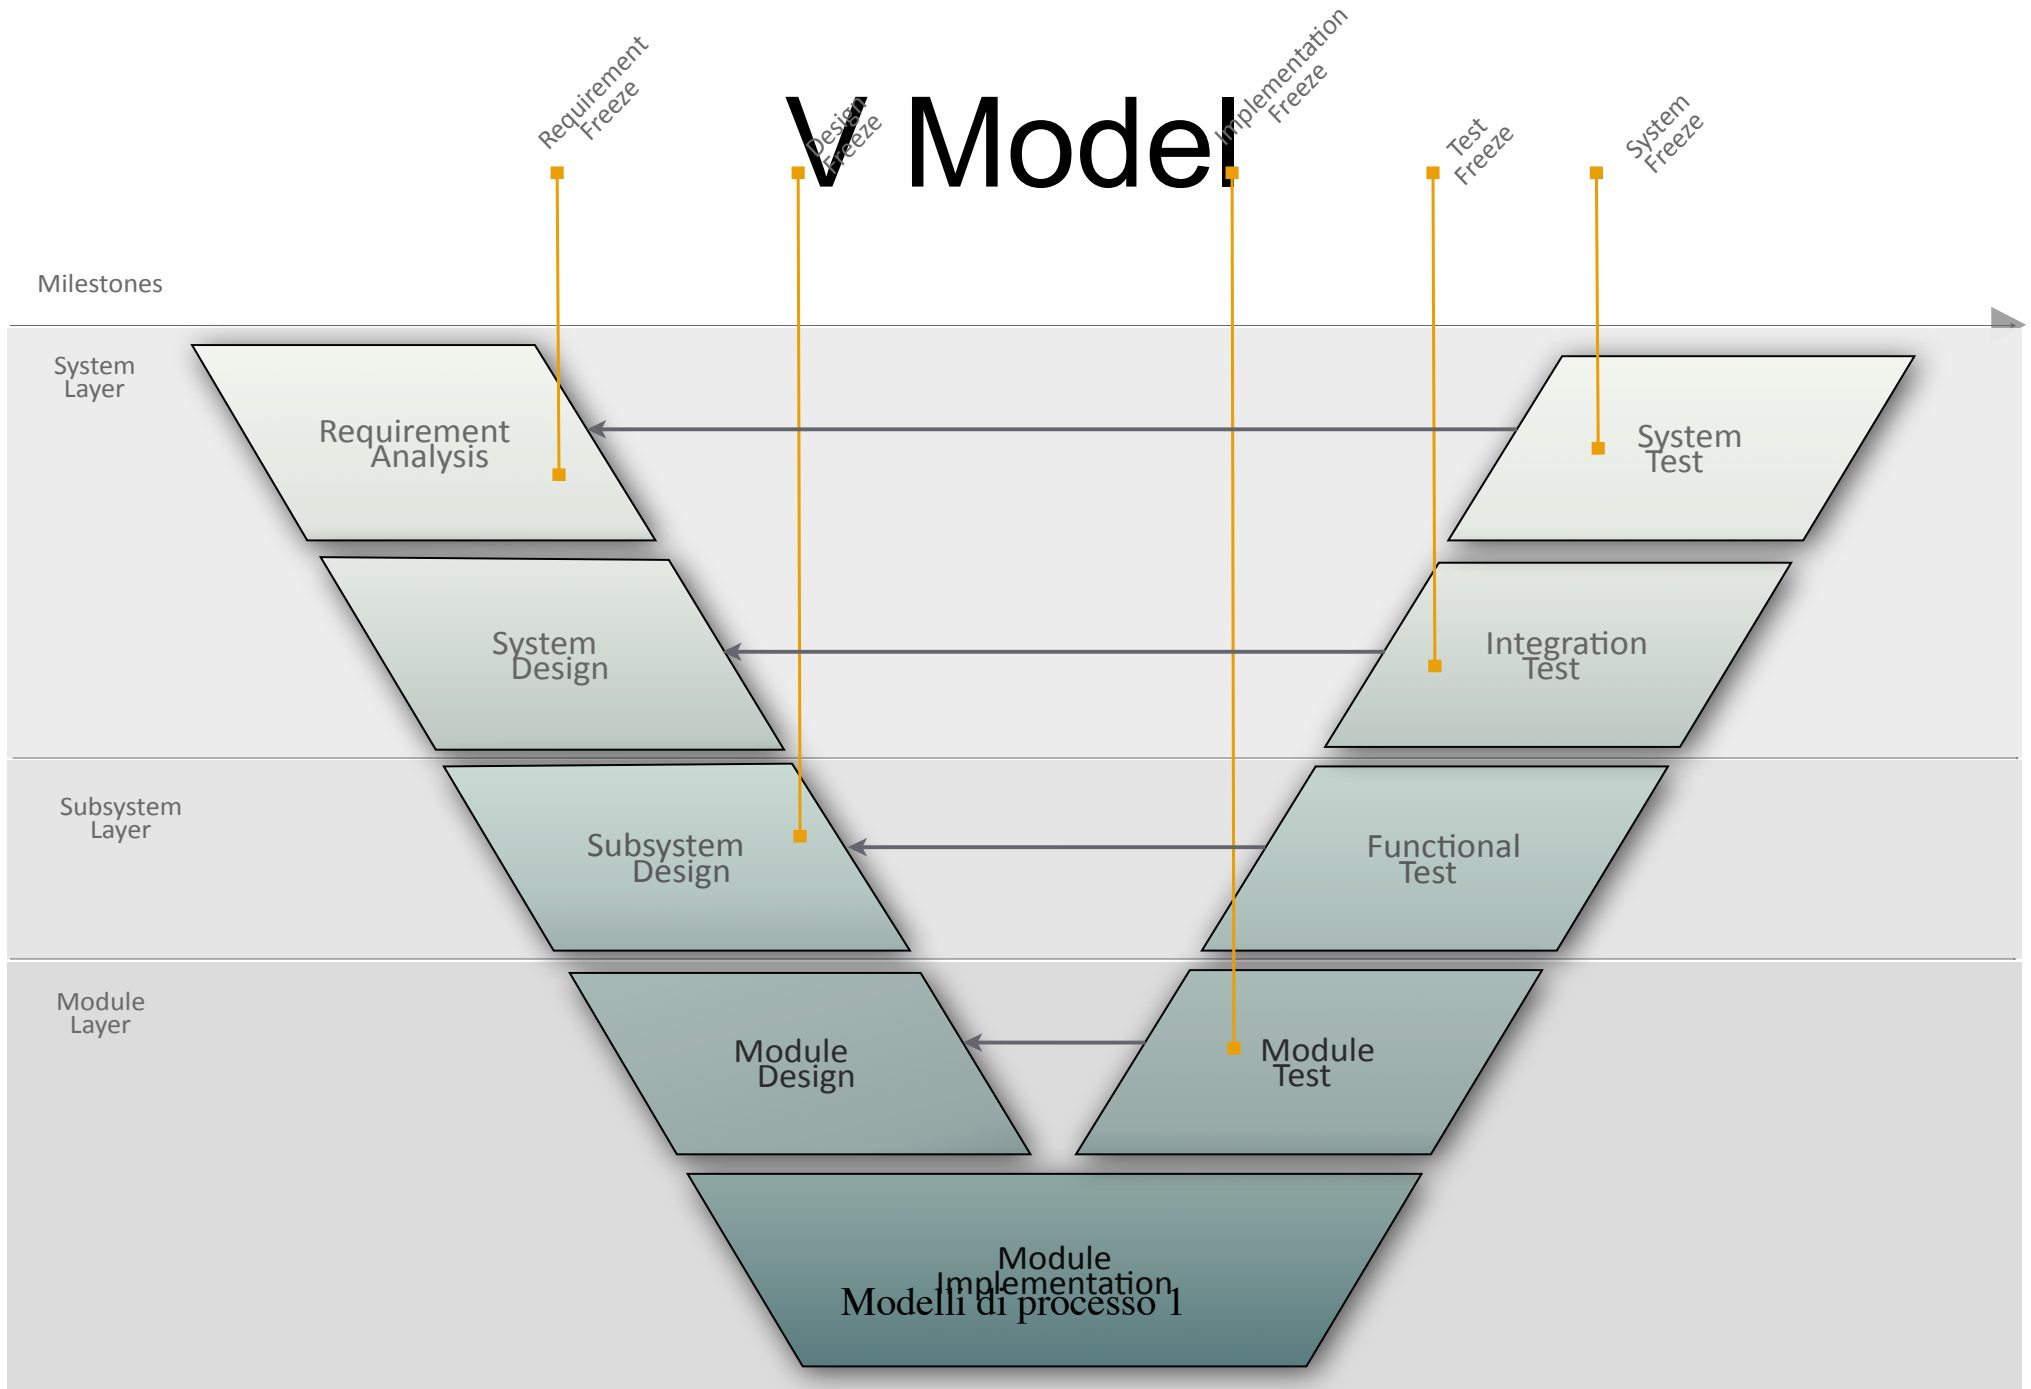 Requirement
Freeze
Design
Freeze
V Model
Implementation
Freeze
Test
Freeze
System
Freeze
Milestones
System
Layer
Requirement
Analysis
System
Test
System
Design
Integration
Test
Subsystem
Layer
Subsystem
Design
Functional
Test
Module
Layer
Module
Design
Module
Test
Module
Implementation
Modelli di processo 1